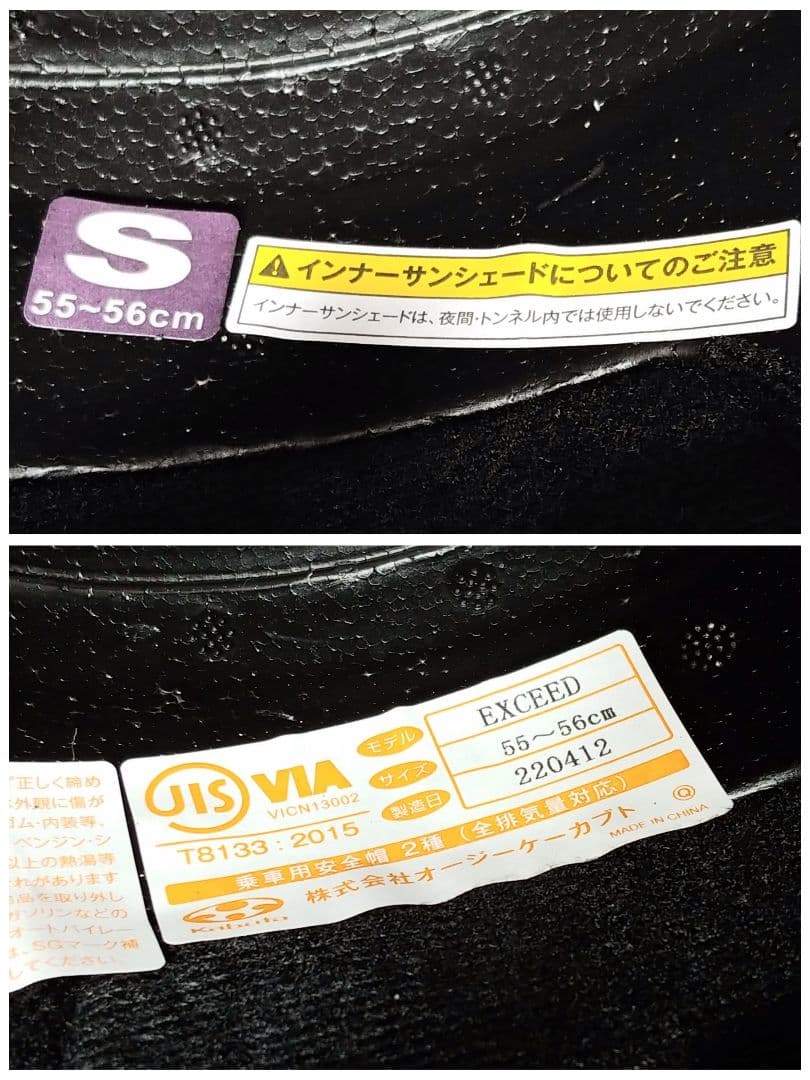 S
55~56cm
⚠インナーサンシェードについてのご注意
インナーサンシェードは、夜間・トンネル内では使用しないでください。
正しく締め
外観に傷が
ゴム・内装等、
ベンジン・シ
以上の熱湯等
れがあります
品を取り外し
ガソリンなどの
オートバイレー
は、SGマーク補
してください。
JIS VIA
VICN13002
T8133:2015
モデル EXCEED
サイズ 55～56cm
製造日 220412
乗車用安全帽 2種(全排気量対応)
Kabuto 株式会社オージーケーカブト
Q
MADE IN CHINA